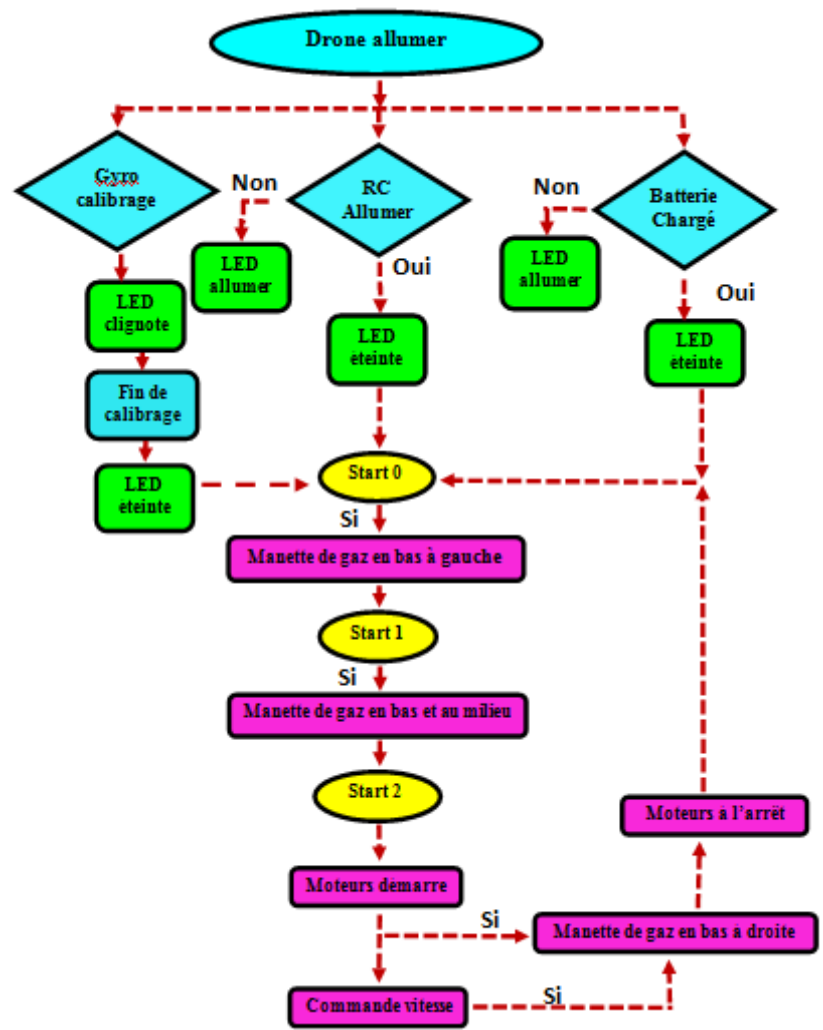 Drone allumer
Gyro
calibrage
Non
RC
Allumer
Non
Batterie
Chargé
LED
allumer
Oui
LED
allumer
Oui
LED
clignote
LED
éteinte
LED
éteinte
Fin de
calibrage
LED
éteinte
Start 0
Si
Manette de gaz en bas à gauche
Start 1
Si
Manette de gaz en bas et au milieu
Start 2
Moteurs à l'arrêt
Moteurs démarre
Si
Manette de gaz en bas à droite
Commande vitesse
Si